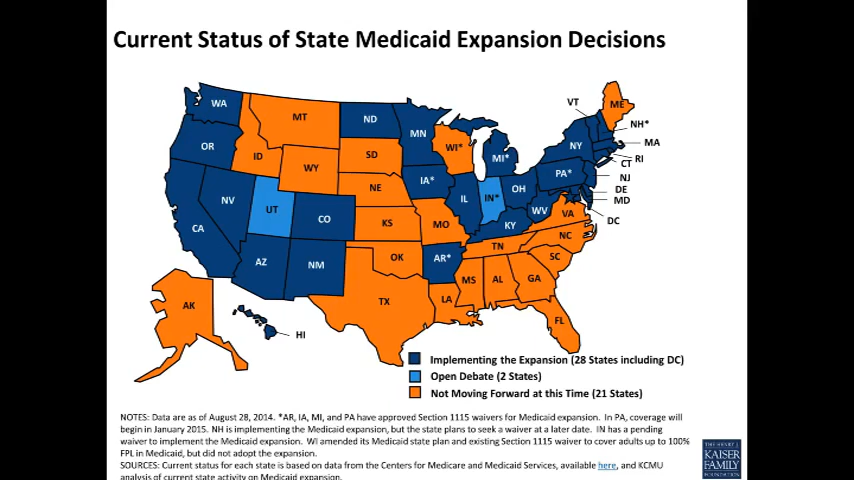 Current Status of State Medicaid Expansion Decisions
WA
OR
CA
NV
ID
MT
WY
UT
AZ
CO
NM
ND
SD
NE
KS
OK
TX
MN
IA*
MO
AR*
LA
WI*
IL
MI*
IN*
OH
KY
TN
MS
AL
GA
FL
SC
NC
VA
WV
PA*
NY
VT
ME
NH*
MA
RI
CT
NJ
DE
MD
DC
AK
HI
Implementing the Expansion (28 States including DC)
Open Debate (2 States)
Not Moving Forward at this Time (21 States)
NOTES: Data are as of August 28, 2014. *AR, IA, MI, and PA have approved Section 1115 waivers for Medicaid expansion. In PA, coverage will
begin in January 2015. NH is implementing the Medicaid expansion, but the state plans to seek a waiver at a later date. IN has a pending
waiver to implement the Medicaid expansion. WI amended its Medicaid state plan and existing Section 1115 waiver to cover adults up to 100%
FPL in Medicaid, but did not adopt the expansion.
SOURCES: Current status for each state is based on data from the Centers for Medicare and Medicaid Services, available here, and KCMU
analysis of current state activity on Medicaid expansion.
THE HENRY J.
KAISER
FAMILY
FOUNDATION